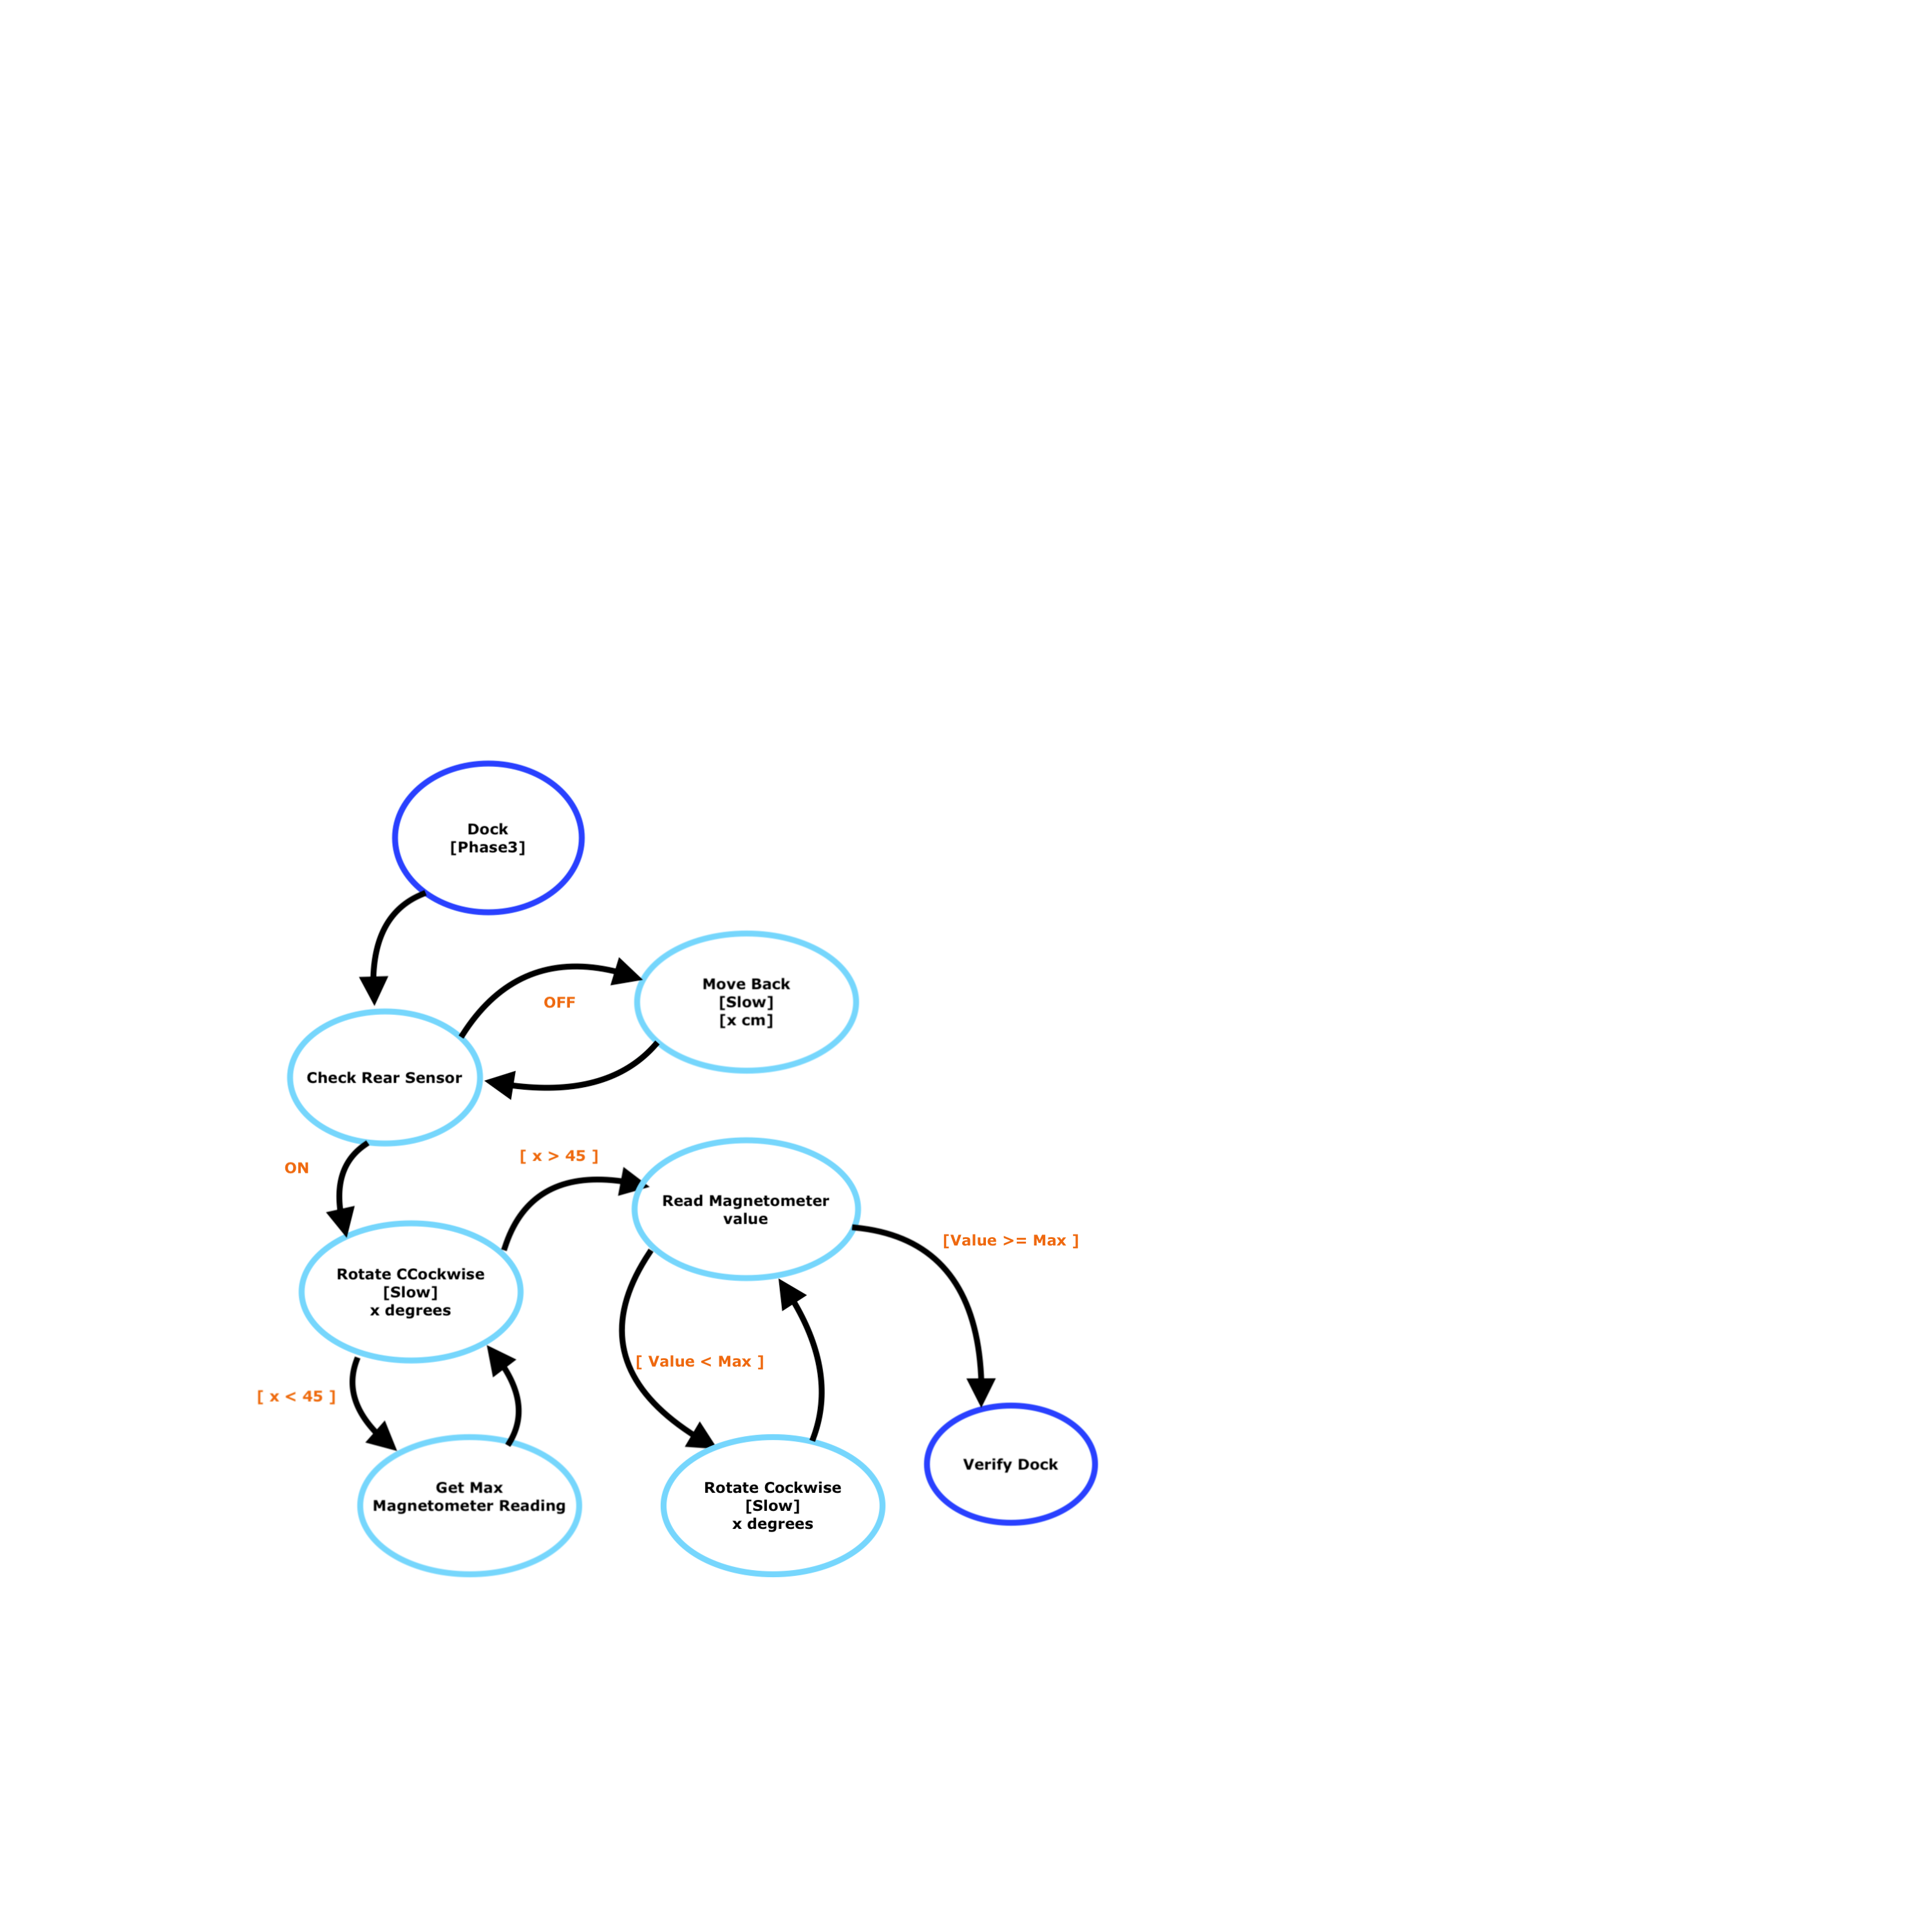 Dock
[Phase3]
Move Back
[Slow]
[x cm]
OFF
Check Rear Sensor
[ x > 45 ]
ON
Read Magnetometer
value
[Value >= Max ]
Rotate CCockwise
[Slow]
x degrees
[ Value < Max ]
[ x < 45 ]
Get Max
Magnetometer Reading
Rotate Cockwise
[Slow]
x degrees
Verify Dock